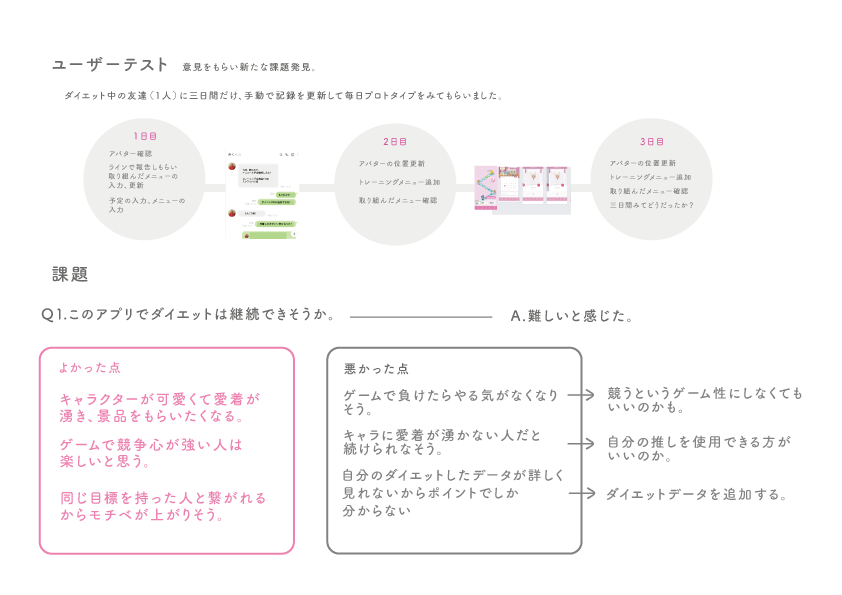 ユーザーテスト 意見をもらい新たな課題発見。
ダイエット中の友達（1人）に三日間だけ、手動で記録を更新して毎日プロトタイプをみてもらいました。
1日目
アバター確認
ラインで報告しもらい
取り組んだメニューの
入力、更新
予定の入力、メニューの
入力
2日目
アバターの位置更新
トレーニングメニュー追加
取り組んだメニュー確認
3日目
アバターの位置更新
トレーニングメニュー追加
取り組んだメニュー確認
三日間みてどうだったか？
課題
Q1.このアプリでダイエットは継続できそうか。
A.難しいと感じた。
よかった点
キャラクターが可愛くて愛着が
湧き、景品をもらいたくなる。
ゲームで競争心が強い人は
楽しいと思う。
同じ目標を持った人と繋がれる
からモチベが上がりそう。
悪かった点
ゲームで負けたらやる気がなくなり
そう。
キャラに愛着が湧かない人だと
続けられなそう。
自分のダイエットしたデータが詳しく
見れないからポイントでしか
分からない
競うというゲーム性にしなくても
いいのかも。
自分の推しを使用できる方が
いいのか。
ダイエットデータを追加する。